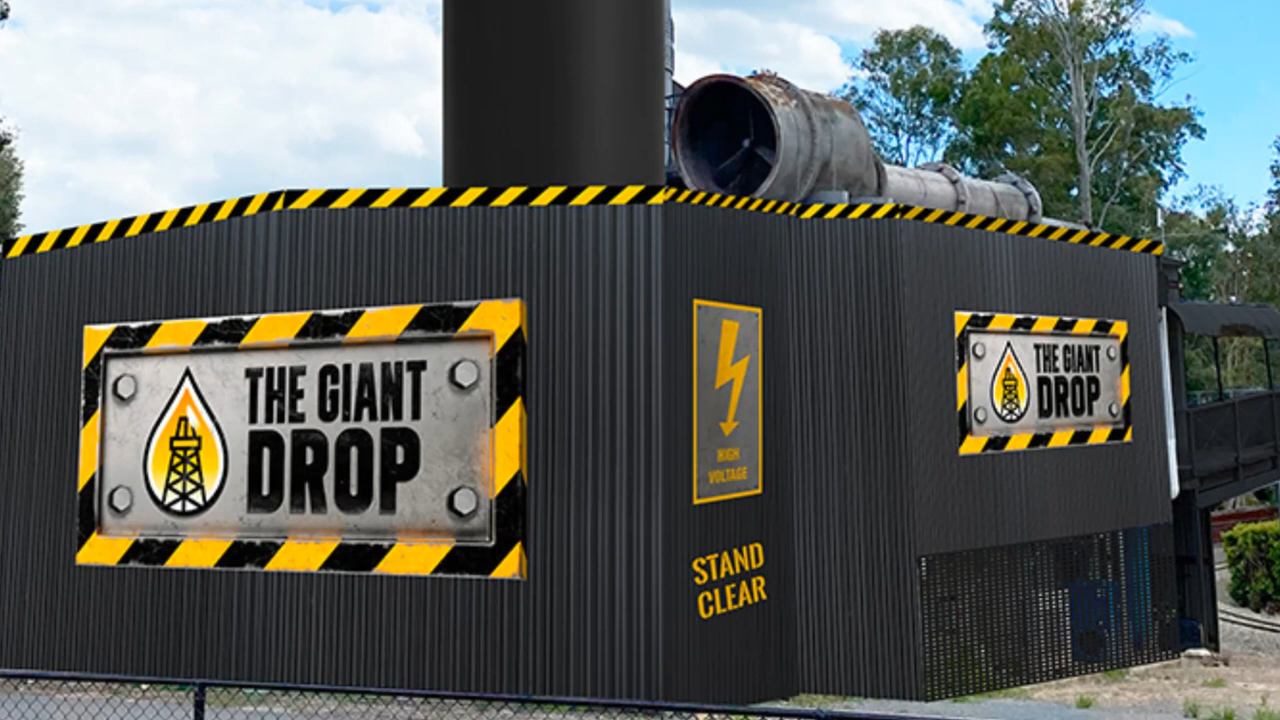 THE GIANT
DROP
HIGH
VOLTAGE
STAND
CLEAR
THE GIANT
DROP